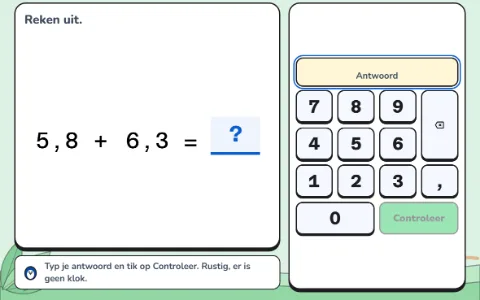 Reken uit.
5,8 + 6,3 = ?
Typ je antwoord en tik op Controleer. Rustig, er is
geen klok.
Antwoord
7 8 9
4 5 6
1 2 3 ,
0 Controleer